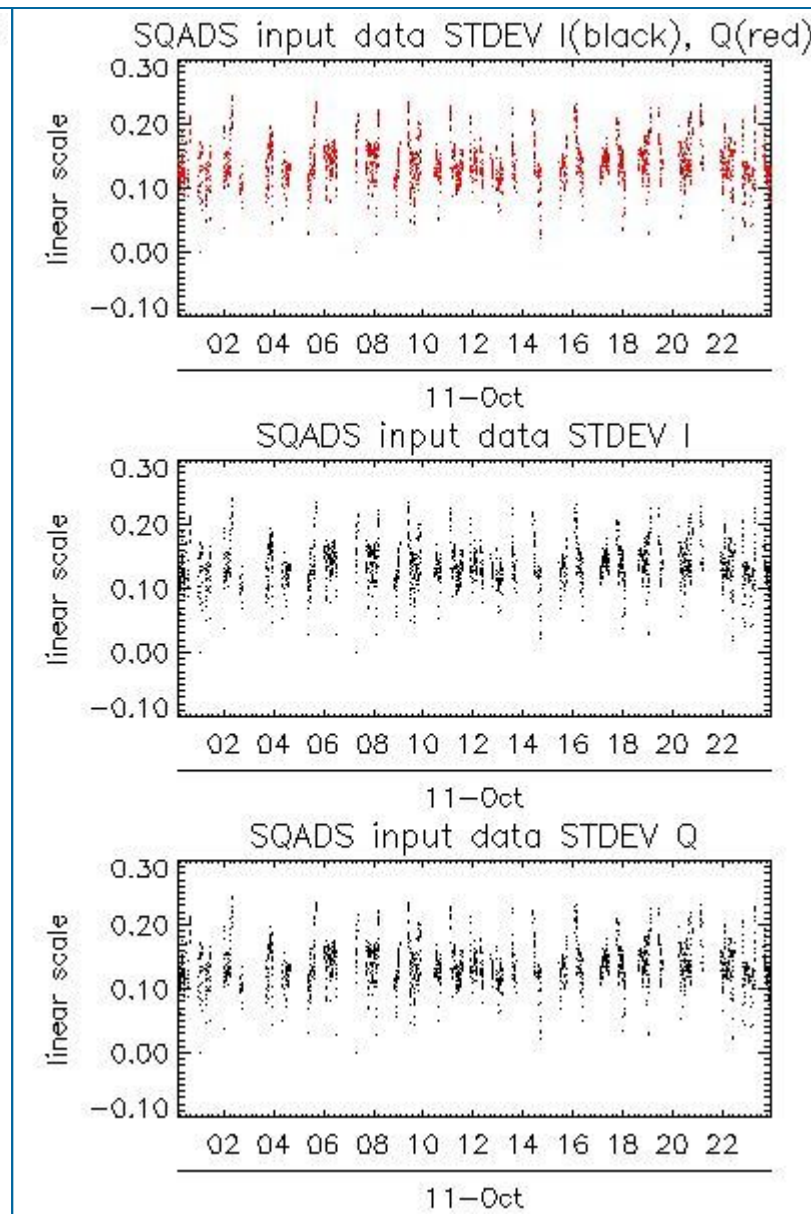 SQADS input data STDEV I(black), Q(red)
0.30
0.20
0.10
0.00
-0.10
linear scale
02 04 06 08 10 12 14 16 18 20 22
11-Oct
SQADS input data STDEV I
0.30
0.20
0.10
0.00
-0.10
linear scale
02 04 06 08 10 12 14 16 18 20 22
11-Oct
SQADS input data STDEV Q
0.30
0.20
0.10
0.00
-0.10
linear scale
02 04 06 08 10 12 14 16 18 20 22
11-Oct